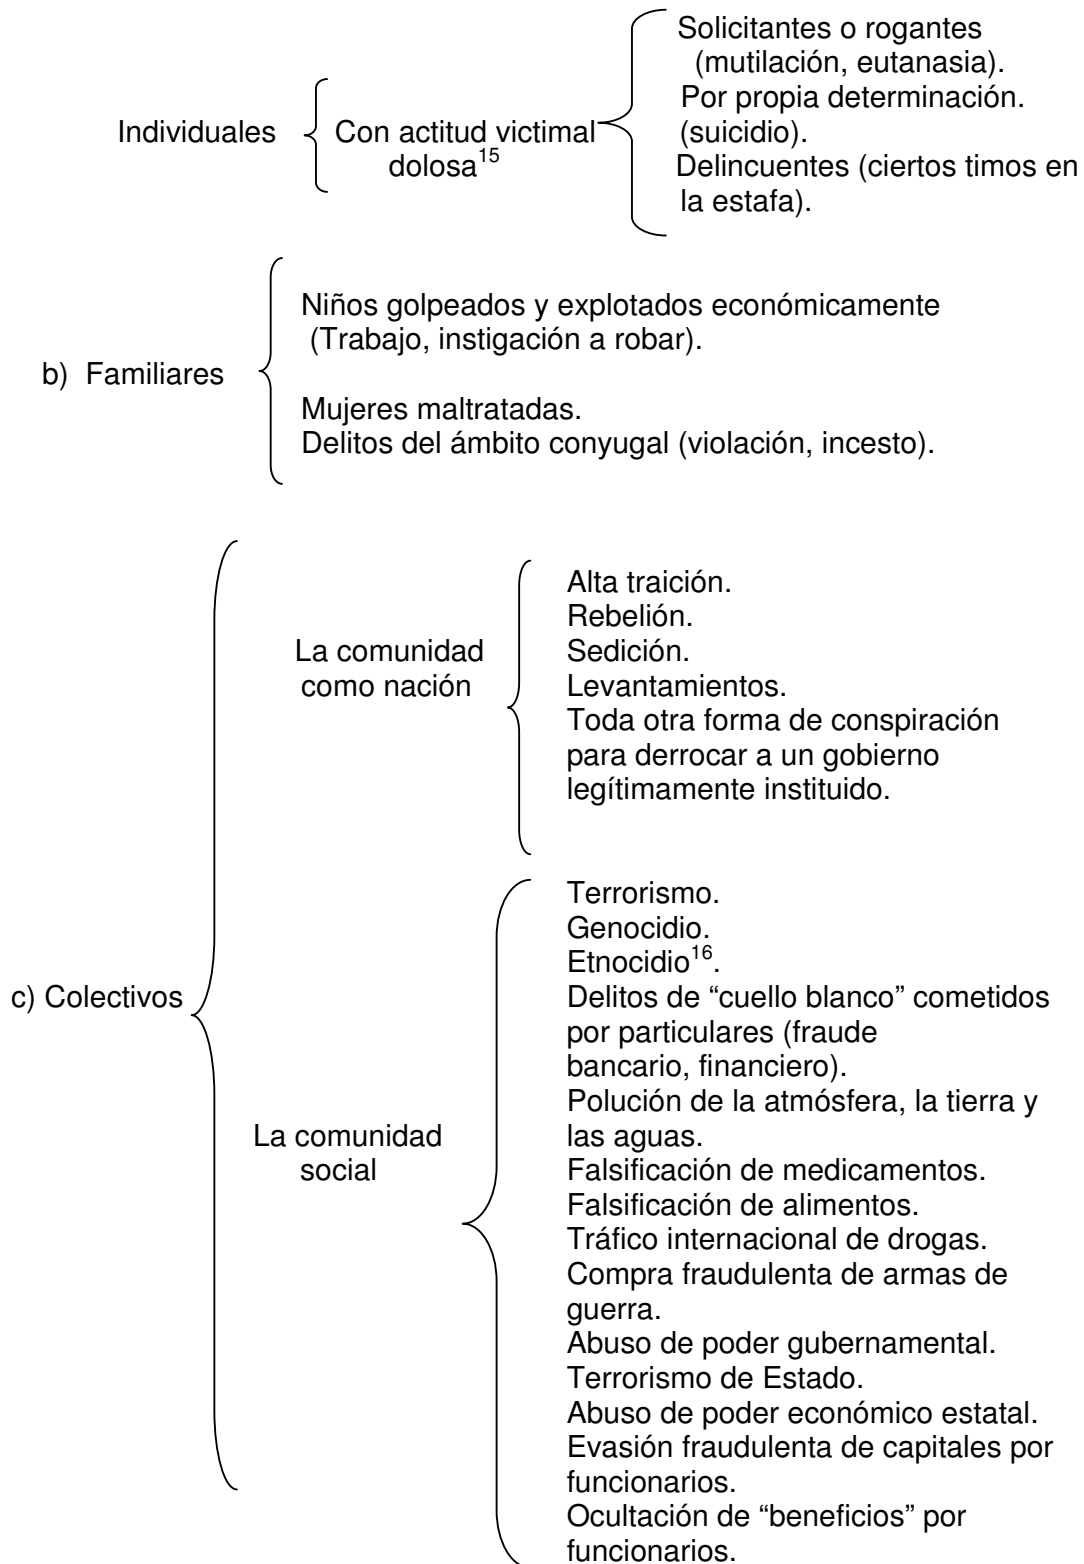 Solicitantes o rogantes
(mutilación, eutanasia).
Por propia determinación.
Individuales
Con actitud victimal
(suicidio).
dolosa15
Delincuentes (ciertos timos en
la estafa).
Niños golpeados y explotados económicamente
(Trabajo, instigación a robar).
b) Familiares
Mujeres maltratadas.
Delitos del ámbito conyugal (violación, incesto).
c) Colectivos
La comunidad
como nación
Alta traición.
Rebelión.
Sedición.
Levantamientos.
Toda otra forma de conspiración
para derrocar a un gobierno
legítimamente instituido.
La comunidad
social
Terrorismo.
Genocidio.
Etnocidio16.
Delitos de “cuello blanco” cometidos
por particulares (fraude
bancario, financiero).
Polución de la atmósfera, la tierra y
las aguas.
Falsificación de medicamentos.
Falsificación de alimentos.
Tráfico internacional de drogas.
Compra fraudulenta de armas de
guerra.
Abuso de poder gubernamental.
Terrorismo de Estado.
Abuso de poder económico estatal.
Evasión fraudulenta de capitales por
funcionarios.
Ocultación de “beneficios” por
funcionarios.